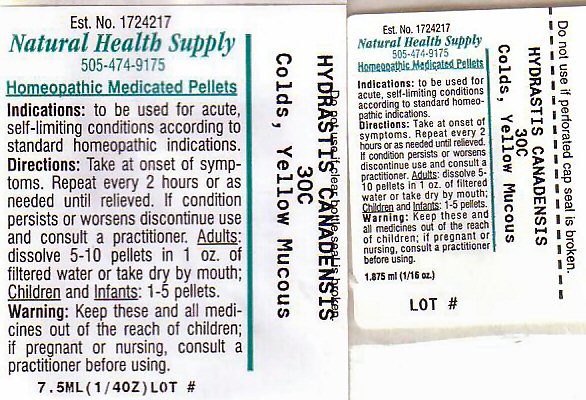 Est. No. 1724217
Natural Health Supply
505-474-9175
Homeopathic Medicated Pellets
Indications: to be used for acute,
self-limiting conditions according to
standard homeopathic indications.
Directions: Take at onset of symp-
toms. Repeat every 2 hours or as
needed until relieved. If condition
persists or worsens discontinue use
and consult a practitioner. Adults:
dissolve 5-10 pellets in 1 oz. of
filtered water or take dry by mouth;
Children and Infants: 1-5 pellets.
Warning: Keep these and all medi-
cines out of the reach of children;
if pregnant or nursing, consult a
practitioner before using.
7.5ML(1/4OZ)LOT #
Do not use if clear bottle seal is broken.
HYDRASTIS CANADENSIS
30C
Colds, Yellow Mucous
Est. No. 1724217
Natural Health Supply
505-474-9175
Homeopathic Medicated Pellets
Indications: to be used for
acute, self-limiting conditions
according to standard homeo-
pathic indications.
Directions: Take at onset of
symptoms. Repeat every 2
hours or as needed until relieved.
If condition persists or worsens
discontinue use and consult a
practitioner. Adults: dissolve 5-
10 pellets in 1 oz. of filtered
water or take dry by mouth;
Children and Infants: 1-5 pellets.
Warning: Keep these and
all medicines out of the reach
of children; if pregnant or
nursing, consult a practitioner
before using.
1.875 ml (1/16 oz.)
LOT #
Do not use if perforated cap seal is broken.
HYDRASTIS CANADENSIS
30C
Colds, Yellow Mucous